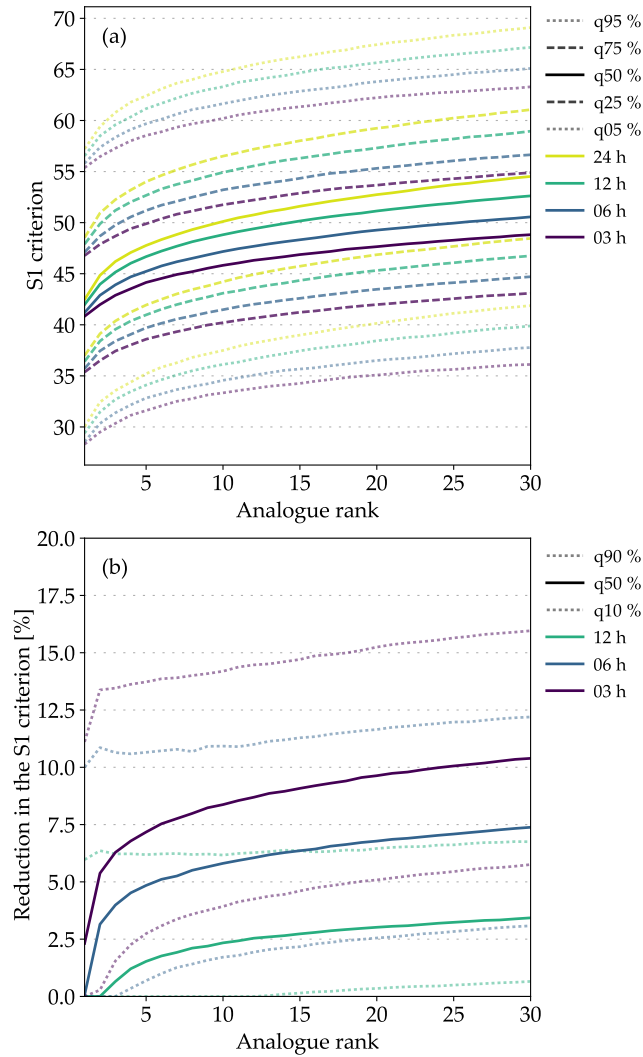 (a)
70
65
60
55
50
45
40
35
30
S1 criterion
5
10
15
20
25
30
Analogue rank
q95 %
q75 %
q50 %
q25 %
q05 %
24 h
12 h
06 h
03 h
(b)
20.0
17.5
15.0
12.5
10.0
7.5
5.0
2.5
0.0
Reduction in the S1 criterion [%]
5
10
15
20
25
30
Analogue rank
q90 %
q50 %
q10 %
12 h
06 h
03 h